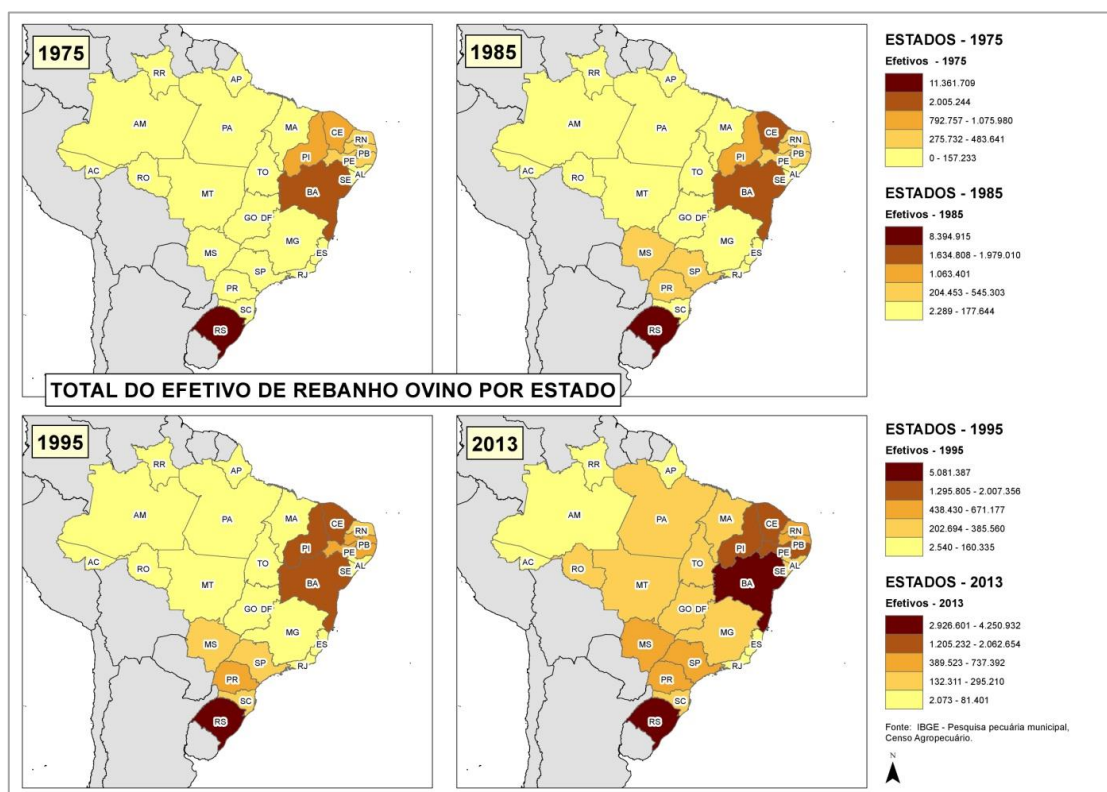 1975
RR
AP
AM
PA
MA
CE
RN
PB
PI
PE
AL
SE
AC
RO
TO
BA
MT
GO DF
MG
ES
MS
SP
RJ
PR
SC
RS
1985
RR
AP
AM
PA
MA
CE
RN
PB
PI
PE
AL
SE
AC
RO
TO
BA
MT
GO DF
MG
ES
MS
SP
RJ
PR
SC
RS
ESTADOS - 1975
Efetivos - 1975
11.361.709
2.005.244
792.757 - 1.075.980
275.732 - 483.641
0 - 157.233
ESTADOS - 1985
Efetivos - 1985
8.394.915
1.634.808 - 1.979.010
1.063.401
204.453 - 545.303
2.289 - 177.644
TOTAL DO EFETIVO DE REBANHO OVINO POR ESTADO
1995
RR
AP
AM
PA
MA
CE
RN
PB
PI
PE
AL
SE
AC
RO
TO
BA
MT
GO DF
MG
ES
MS
SP
RJ
PR
SC
RS
2013
AP
AM
PA
MA
CE
RN
PB
PI
PE
AL
SE
RO
TO
BA
MT
GO DF
MG
ES
MS
SP
RJ
PR
SC
RS
ESTADOS - 1995
Efetivos - 1995
5.081.387
1.295.805 - 2.007.356
438.430 - 671.177
202.694 - 385.560
2.540 - 160.335
ESTADOS - 2013
Efetivos - 2013
2.926.601 - 4.250.932
1.205.232 - 2.062.654
389.523 - 737.392
132.311 - 295.210
2.073 - 81.401
Fonte: IBGE - Pesquisa pecuária municipal,
Censo Agropecuário.
N